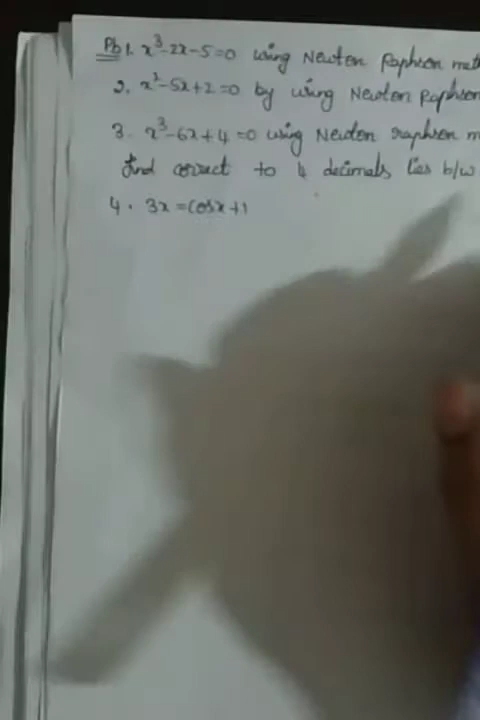 Pb 1. x³-2x-5=0 using Newton Raphson
2. x²-5x+2=0 by using Newton Raphson
3. x³-6x+4=0 using Newton raphson
find correct to 4 decimals lies b/w
4. 3x=cosx+1